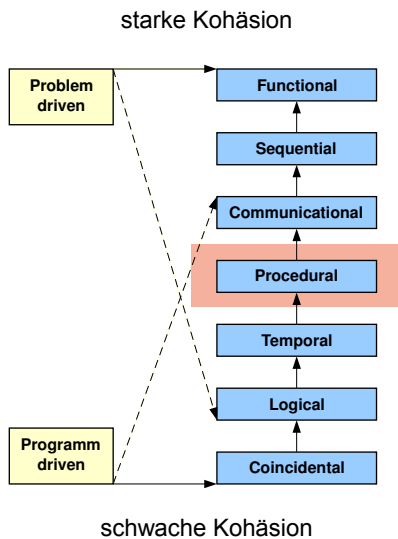 starke Kohäsion
Problem
driven
Functional
Sequential
Communicational
Procedural
Temporal
Logical
Programm
driven
Coincidental
schwache Kohäsion